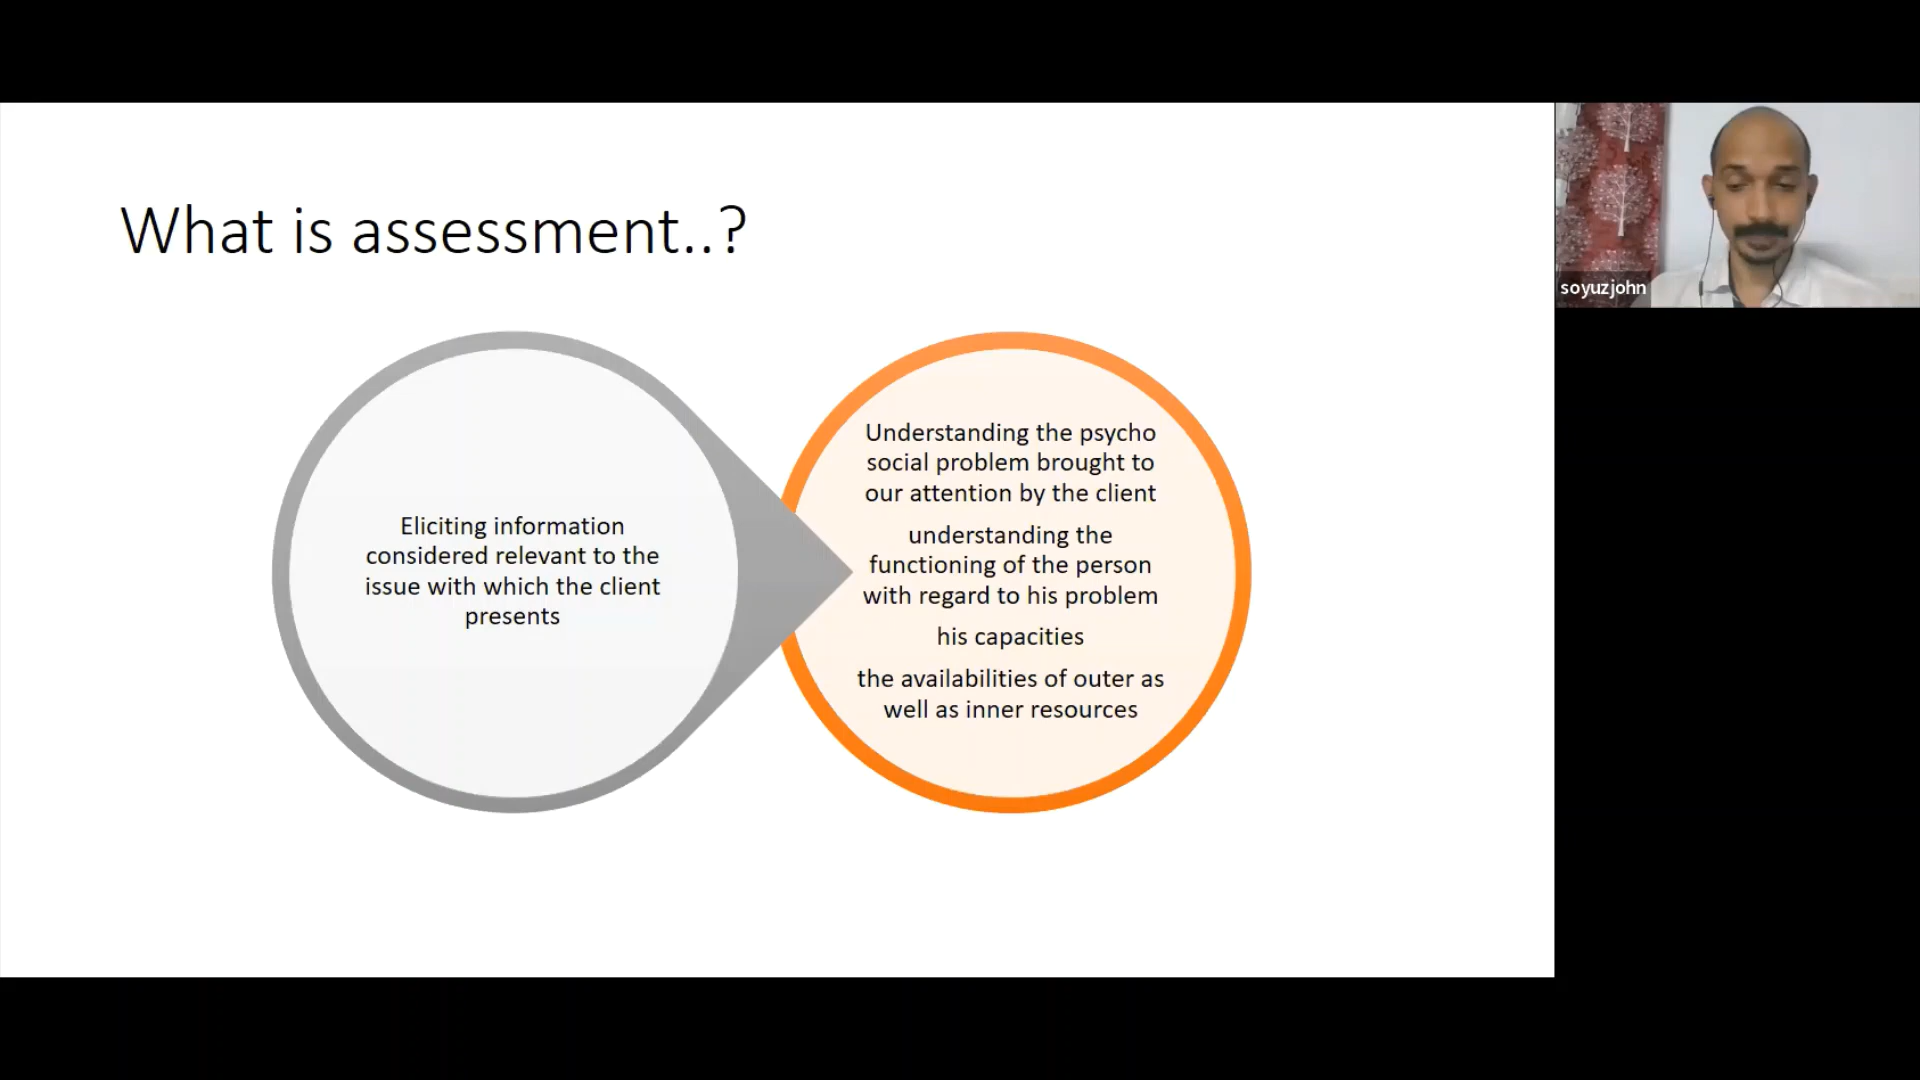 What is assessment..?
Eliciting information
considered relevant to the
issue with which the client
presents
Understanding the psycho
social problem brought to
our attention by the client
understanding the
functioning of the person
with regard to his problem
his capacities
the availabilities of outer as
well as inner resources
soyuzjohn